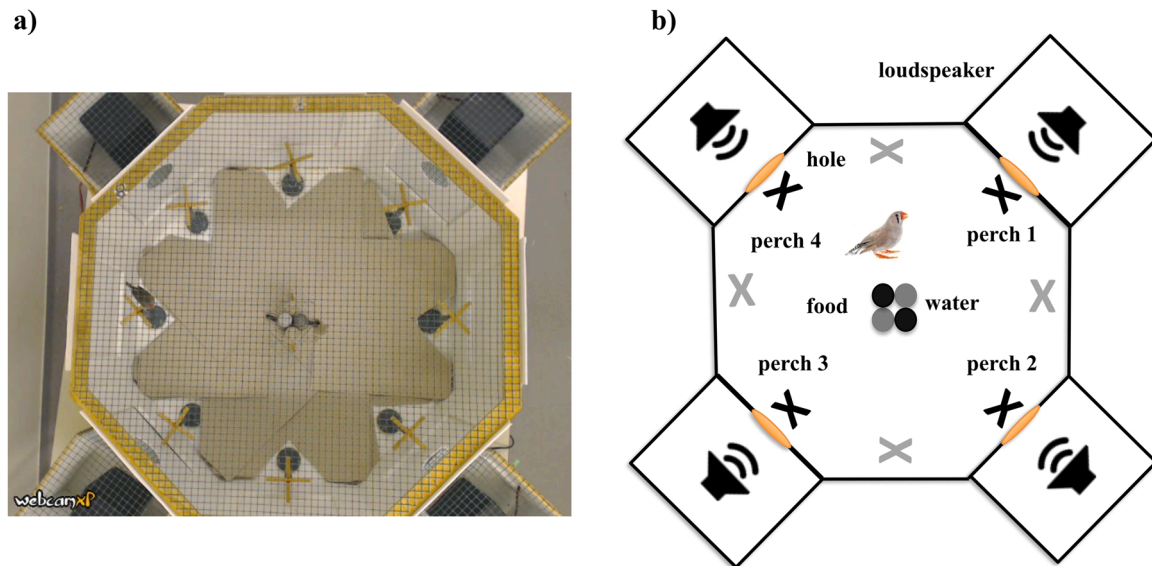 a)
b)
loudspeaker
hole
perch 4
perch 1
food
water
perch 3
perch 2
webcamXP